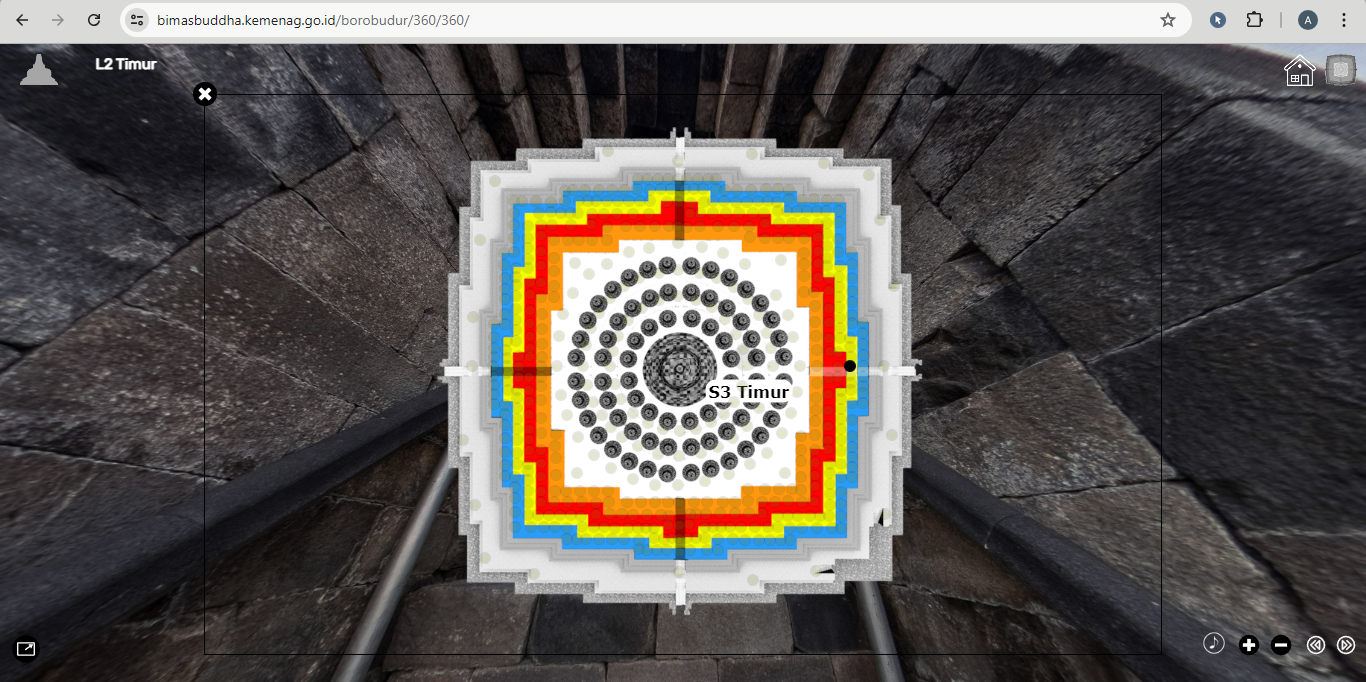 bimasbuddha.kemenag.go.id/borobudur/360/360/
A
L2 Timur
S3 Timur